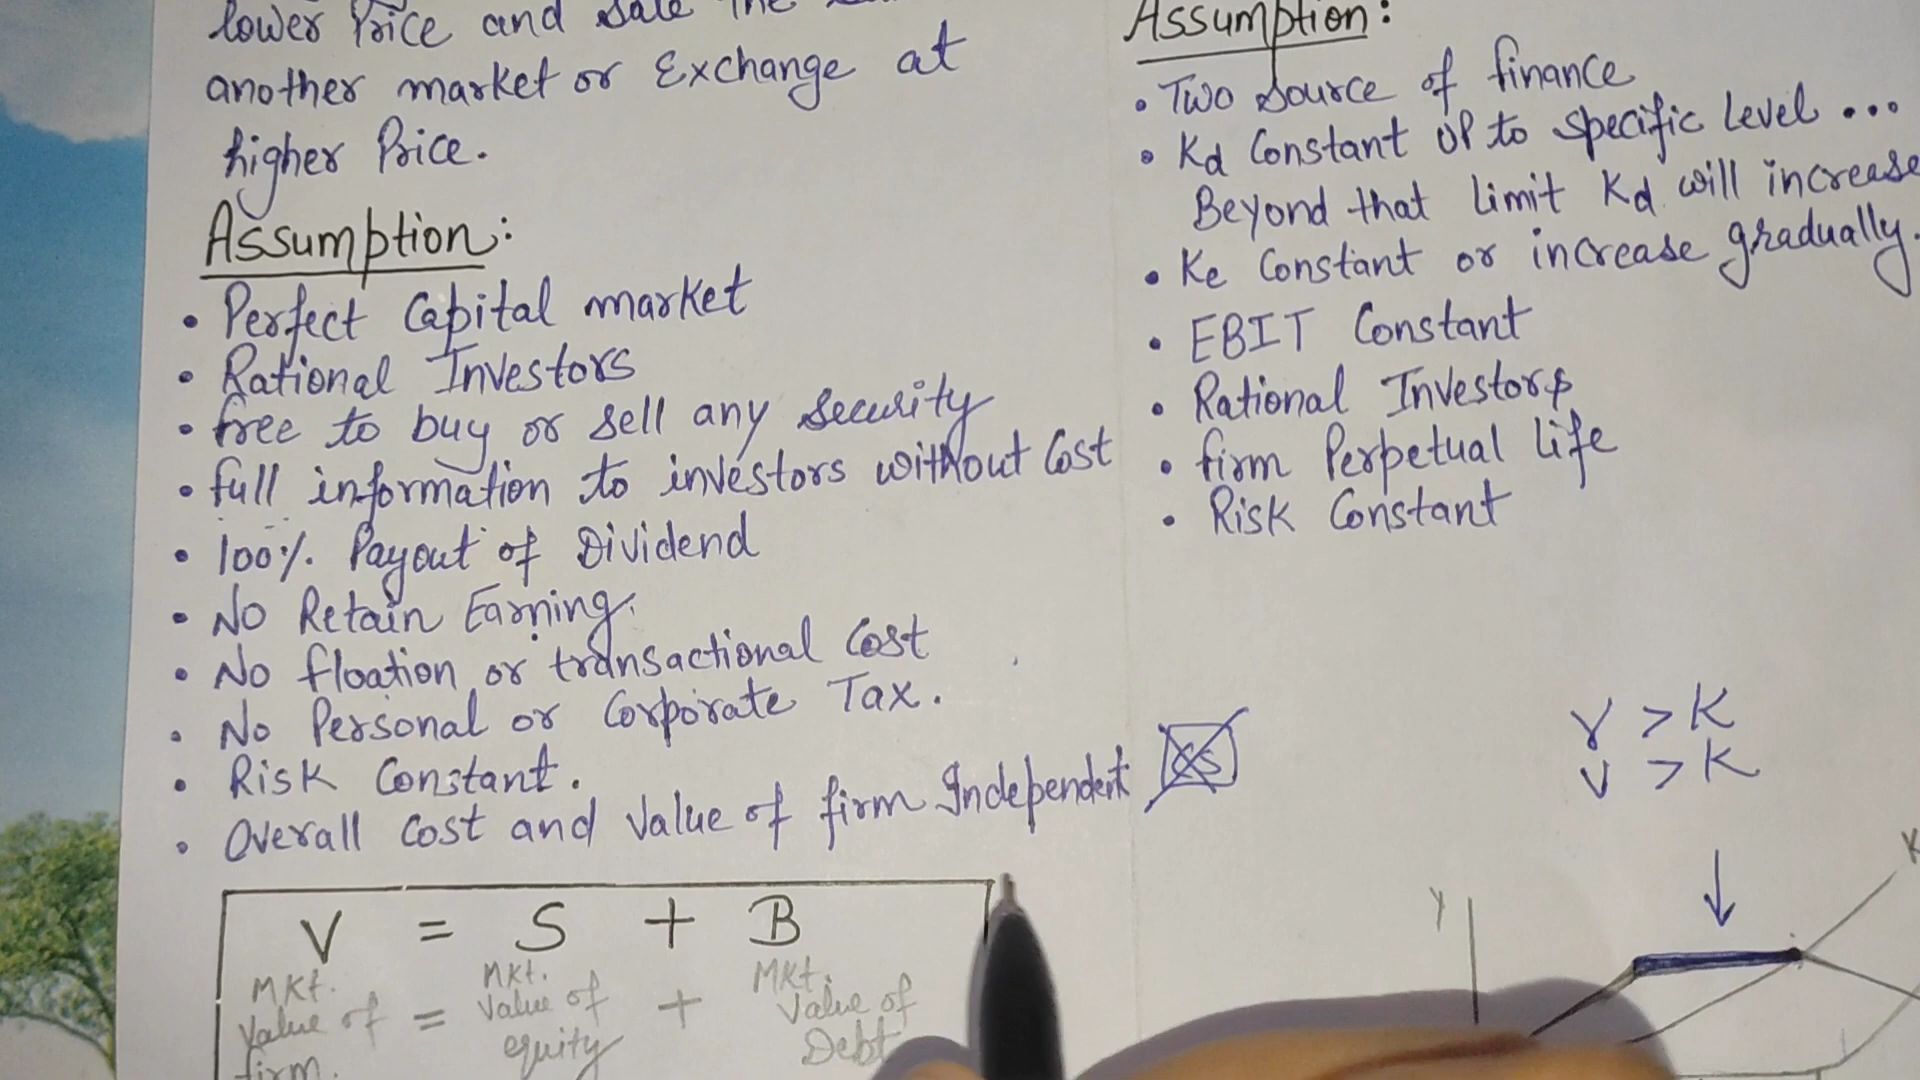 lower Price and Sale The
another market or Exchange at
higher Price.
Assumption:
• Perfect Capital market
• Rational Investors
• free to buy or sell any security
• full information to investors without Cost
• 100% Payout of Dividend
• No Retain Earning.
• No floation or transactional Cost
• No Personal or Corporate Tax.
• Risk Constant.
• Overall Cost and Value of firm Independent CS
V = S + B
MKt. Value of firm. = MKt. Value of equity + MKt. Value of Debt
Assumption:
• Two Source of finance
• Kd Constant UP to Specific Level ...
Beyond that Limit Kd will increase
• Ke Constant or increase gradually.
• EBIT Constant
• Rational Investors
• firm Perpetual life
• Risk Constant
r > K
r > K
Y
K